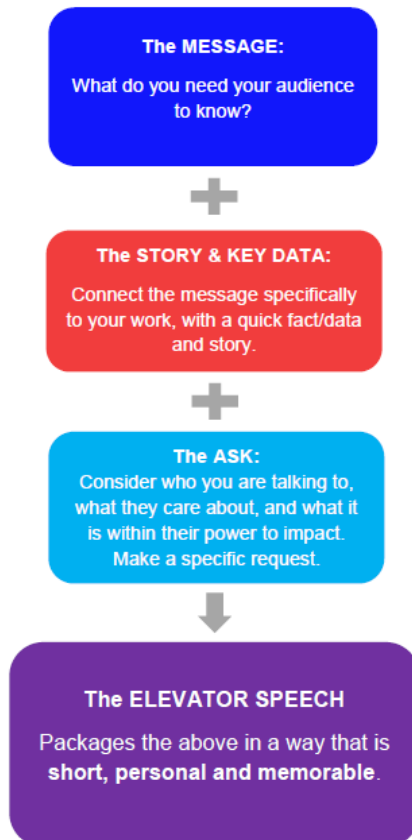 The MESSAGE:
What do you need your audience
to know?
The STORY & KEY DATA:
Connect the message specifically
to your work, with a quick fact/data
and story.
The ASK:
Consider who you are talking to,
what they care about, and what it
is within their power to impact.
Make a specific request.
The ELEVATOR SPEECH
Packages the above in a way that is
short, personal and memorable.